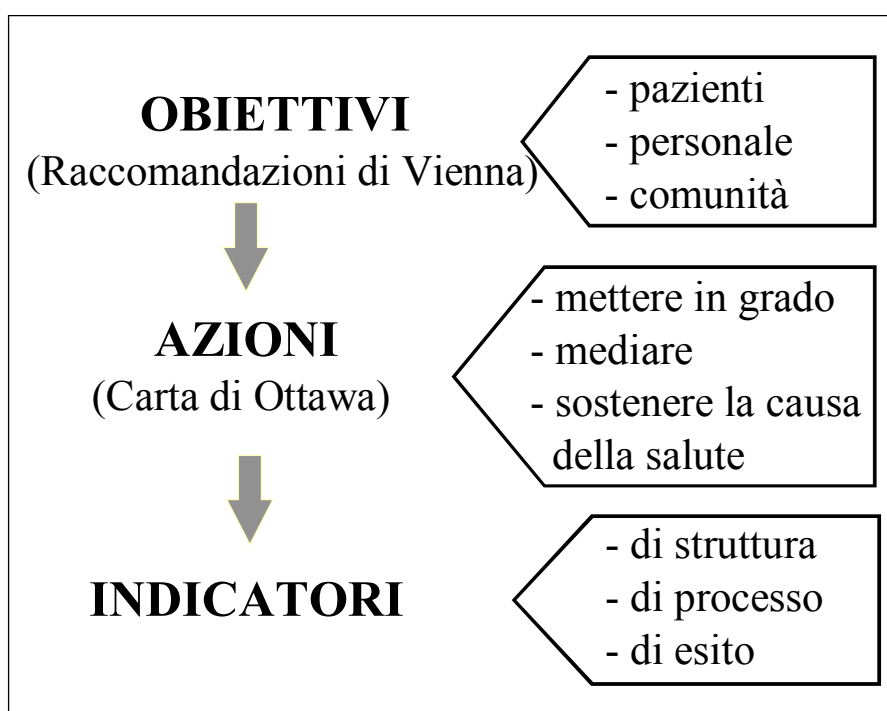 OBIETTIVI
(Raccomandazioni di Vienna)
- pazienti
- personale
- comunità
AZIONI
(Carta di Ottawa)
- mettere in grado
- mediare
- sostenere la causa
della salute
INDICATORI
- di struttura
- di processo
- di esito